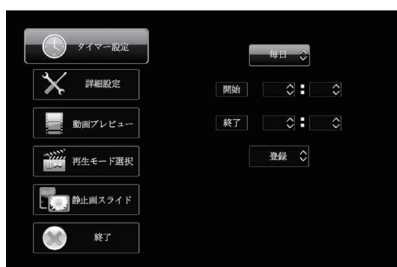 タイマー設定
詳細設定
動画プレビュー
再生モード選択
静止画スライド
終了
毎日
開始 :
終了 :
登録